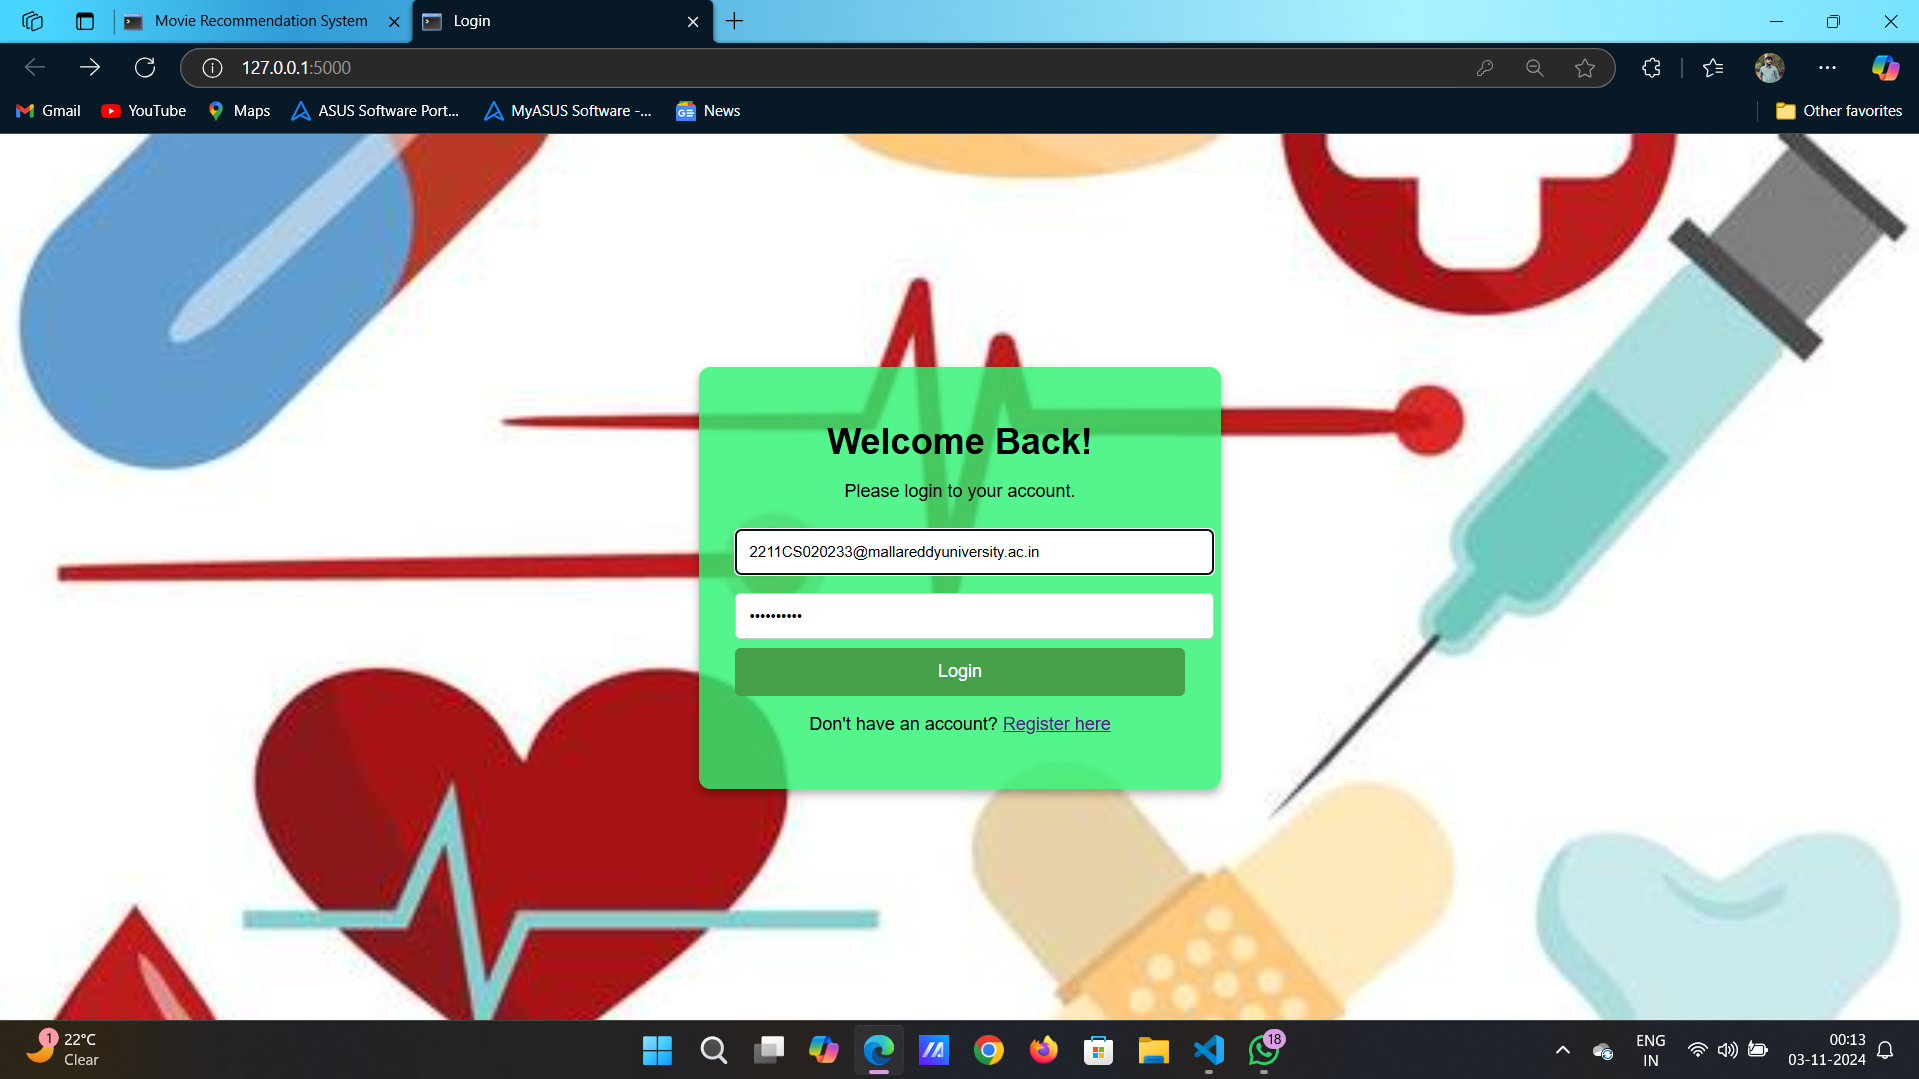 Movie Recommendation System
Login
127.0.0.1:5000
Gmail
YouTube
Maps
ASUS Software Port...
MyASUS Software -...
News
Other favorites
Welcome Back!
Please login to your account.
2211CS020233@mallareddyuniversity.ac.in
••••••••••
Login
Don't have an account? Register here
1
22°C
Clear
18
ENG
IN
00:13
03-11-2024